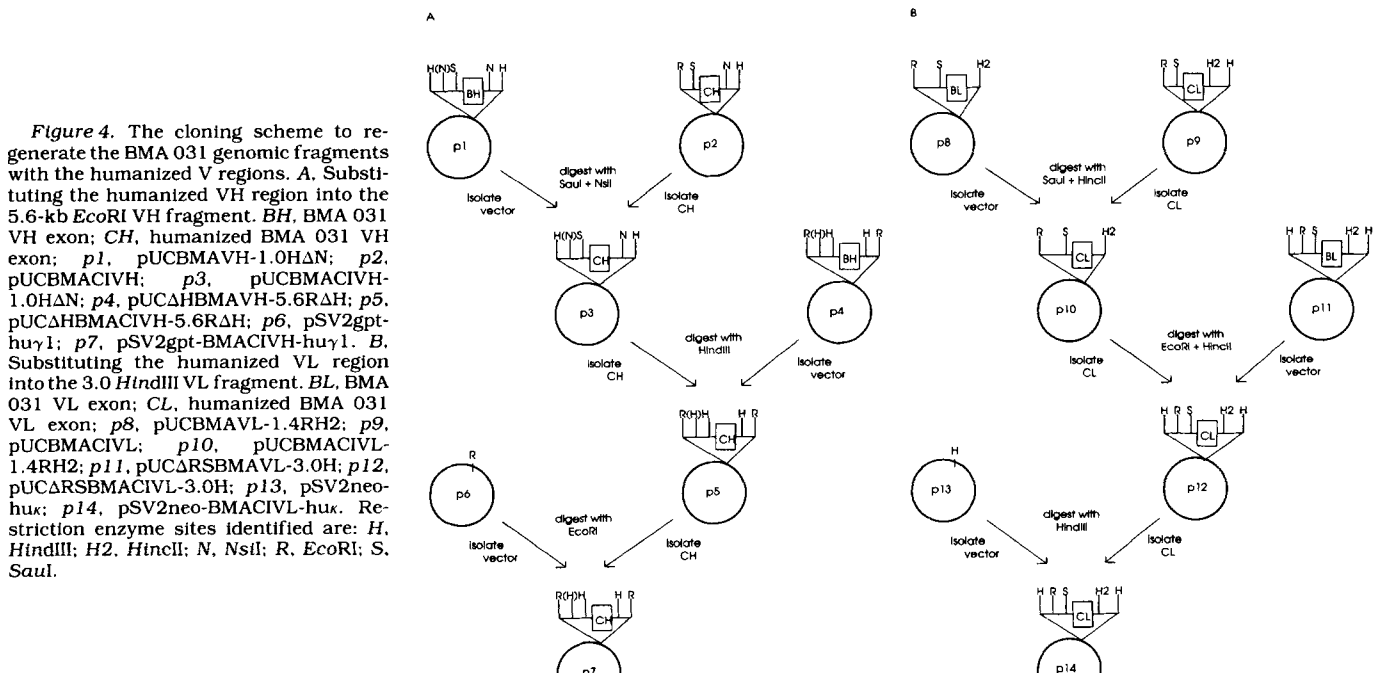 Figure 4. The cloning scheme to re-
generate the BMA 031 genomic fragments
with the humanized V regions. A, Substi-
tuting the humanized VH region into the
5.6-kb EcoRI VH fragment. BH, BMA 031
VH exon; CH, humanized BMA 031 VH
exon; p1, pUCBMAVH-1.0HΔN; p2,
pUCBMACIVH; p3, pUCBMACIVH-
1.0HΔN; p4, pUCΔHBMAVH-5.6RΔH; p5,
pUCΔHBMACIVH-5.6RΔH; p6, pSV2gpt-
huγ1; p7, pSV2gpt-BMACIVH-huγ1. B,
Substituting the humanized VL region
into the 3.0 HindIII VL fragment. BL, BMA
031 VL exon; CL, humanized BMA 031
VL exon; p8, pUCBMAVL-1.4RH2; p9,
pUCBMACIVL; p10, pUCBMACIVL-
1.4RH2; p11, pUCΔRSBMAVL-3.0H; p12,
pUCΔRSBMACIVL-3.0H; p13, pSV2neo-
huκ; p14, pSV2neo-BMACIVL-huκ. Re-
striction enzyme sites identified are: H,
HindIII; H2, HincII; N, NsiI; R, EcoRI; S,
SauI.
A
H(N)S N H
BH
p1
R S N H
CH
p2
digest with
SauI + NsiI
isolate
vector
isolate
CH
H(N)S N H
CH
p3
R(H)H H R
BH
p4
digest with
HindIII
isolate
CH
isolate
vector
R
p6
R(H)H H R
CH
p5
digest with
EcoRI
isolate
vector
isolate
CH
R(H)H H R
CH
p7
B
R S H2
BL
p8
R S H2 H
CL
p9
digest with
SauI + HincII
isolate
vector
isolate
CL
R S H2
CL
p10
H R S H2 H
BL
p11
digest with
EcoRI + HincII
isolate
CL
isolate
vector
H
p13
H R S H2 H
CL
p12
digest with
HindIII
isolate
vector
isolate
CL
H R S H2 H
CL
p14